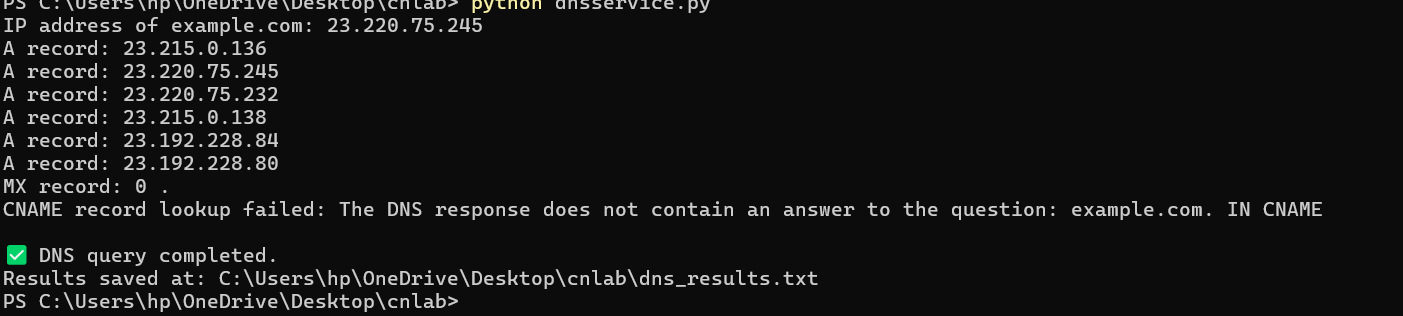 PS C:\Users\hp\OneDrive\Desktop\cnlab> python dnsservice.py
IP address of example.com: 23.220.75.245
A record: 23.215.0.136
A record: 23.220.75.245
A record: 23.220.75.232
A record: 23.215.0.138
A record: 23.192.228.84
A record: 23.192.228.80
MX record: 0 .
CNAME record lookup failed: The DNS response does not contain an answer to the question: example.com. IN CNAME
✅ DNS query completed.
Results saved at: C:\Users\hp\OneDrive\Desktop\cnlab\dns_results.txt
PS C:\Users\hp\OneDrive\Desktop\cnlab>